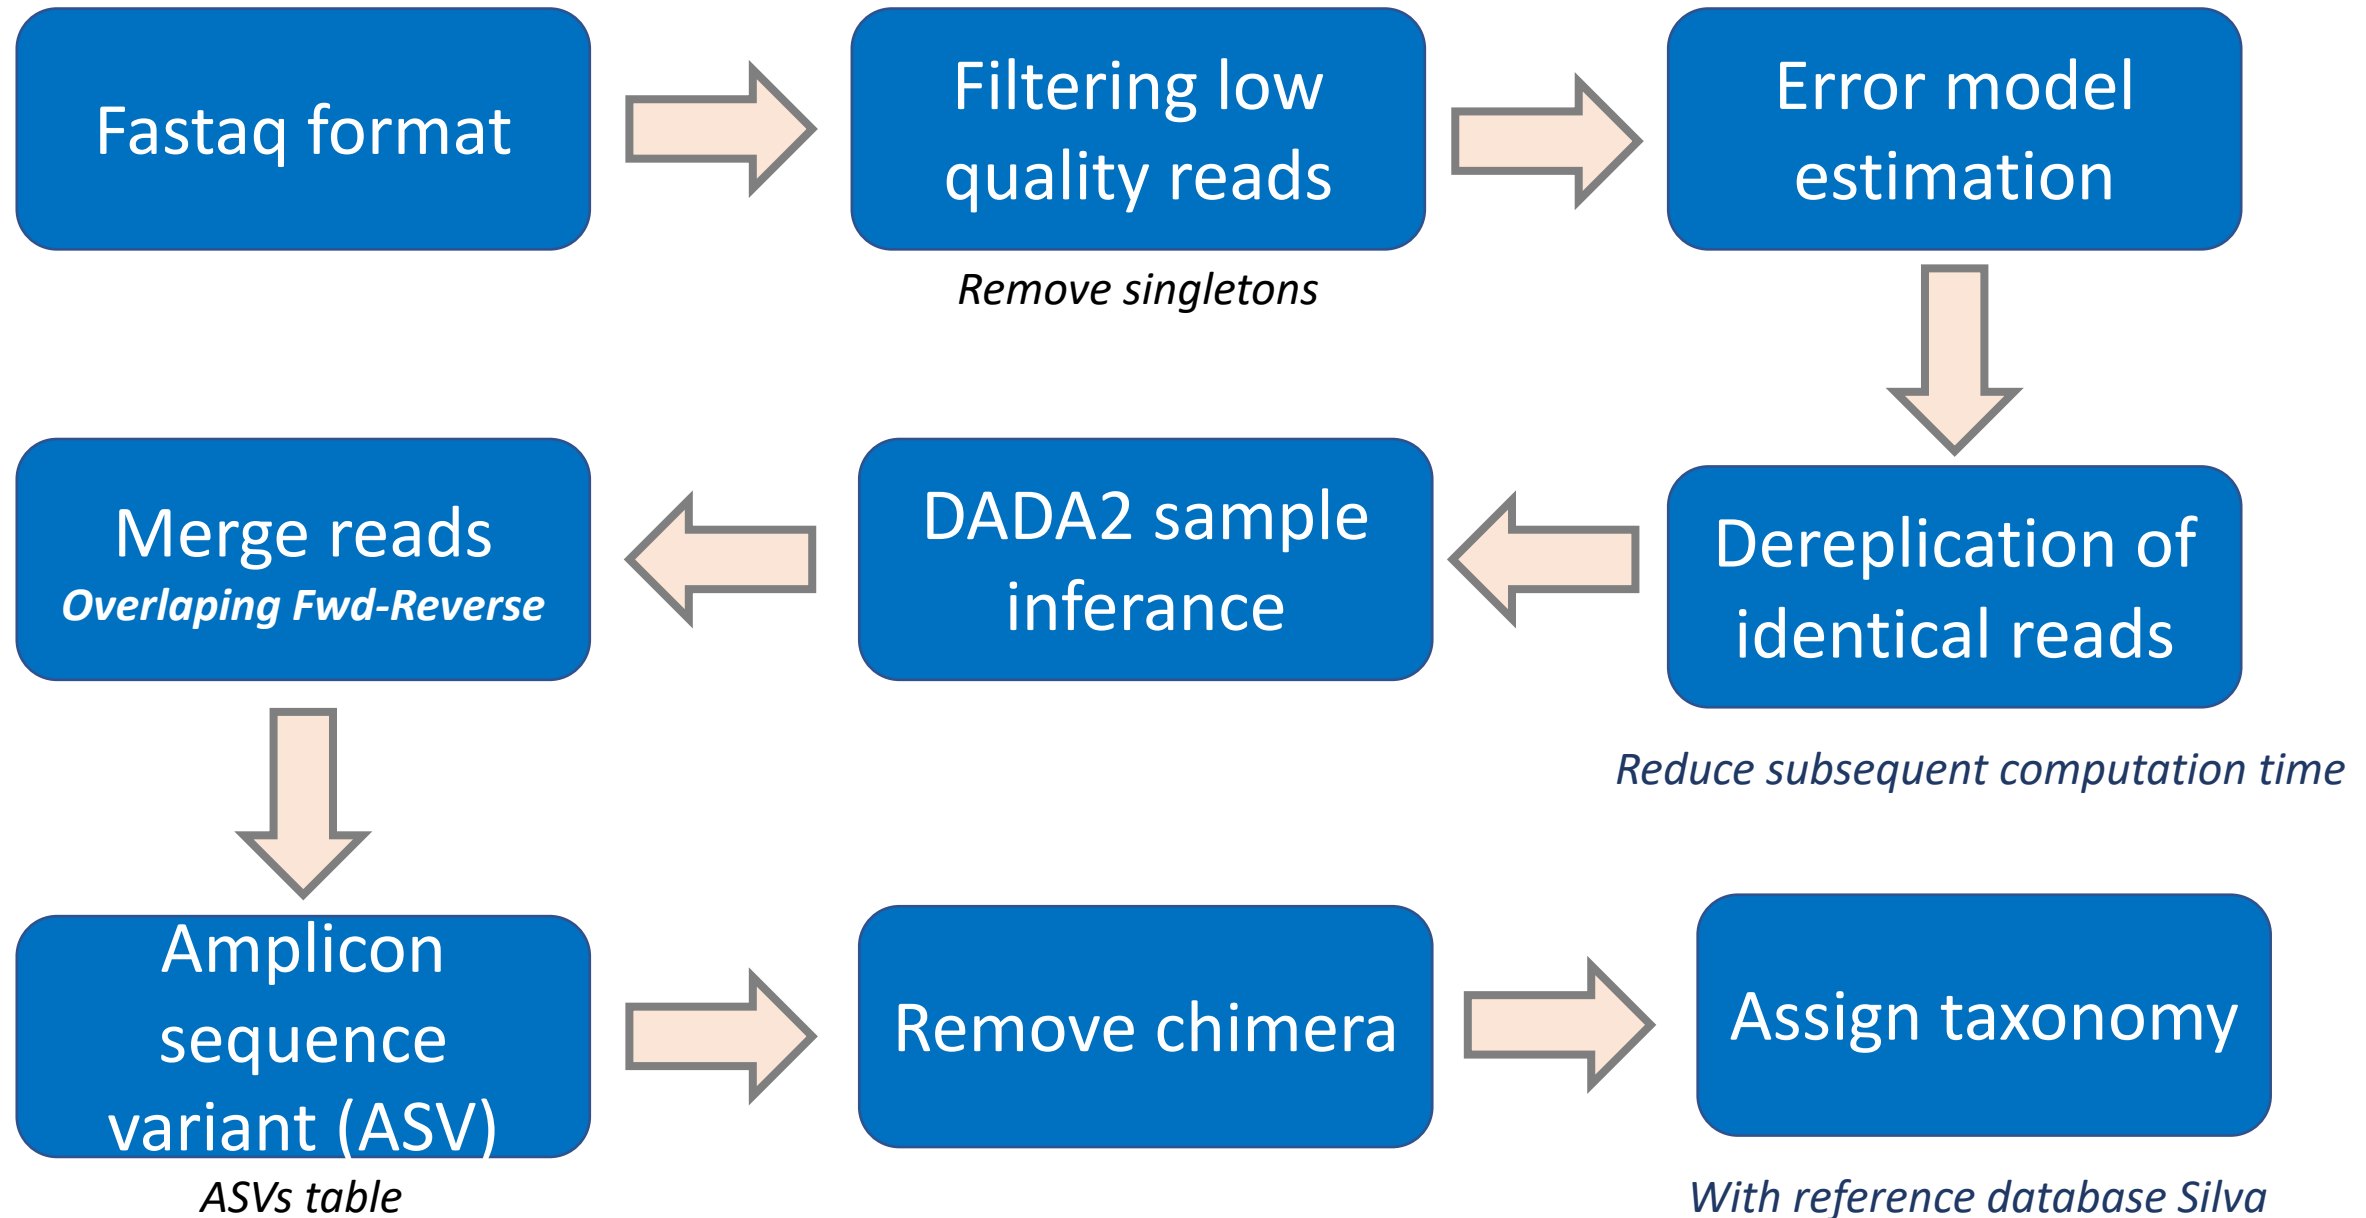 Fastaq format
Filtering low
quality reads
Remove singletons
Error model
estimation
Dereplication of
identical reads
Reduce subsequent computation time
DADA2 sample
inferance
Merge reads
Overlaping Fwd-Reverse
Amplicon
sequence
variant (ASV)
ASVs table
Remove chimera
Assign taxonomy
With reference database Silva